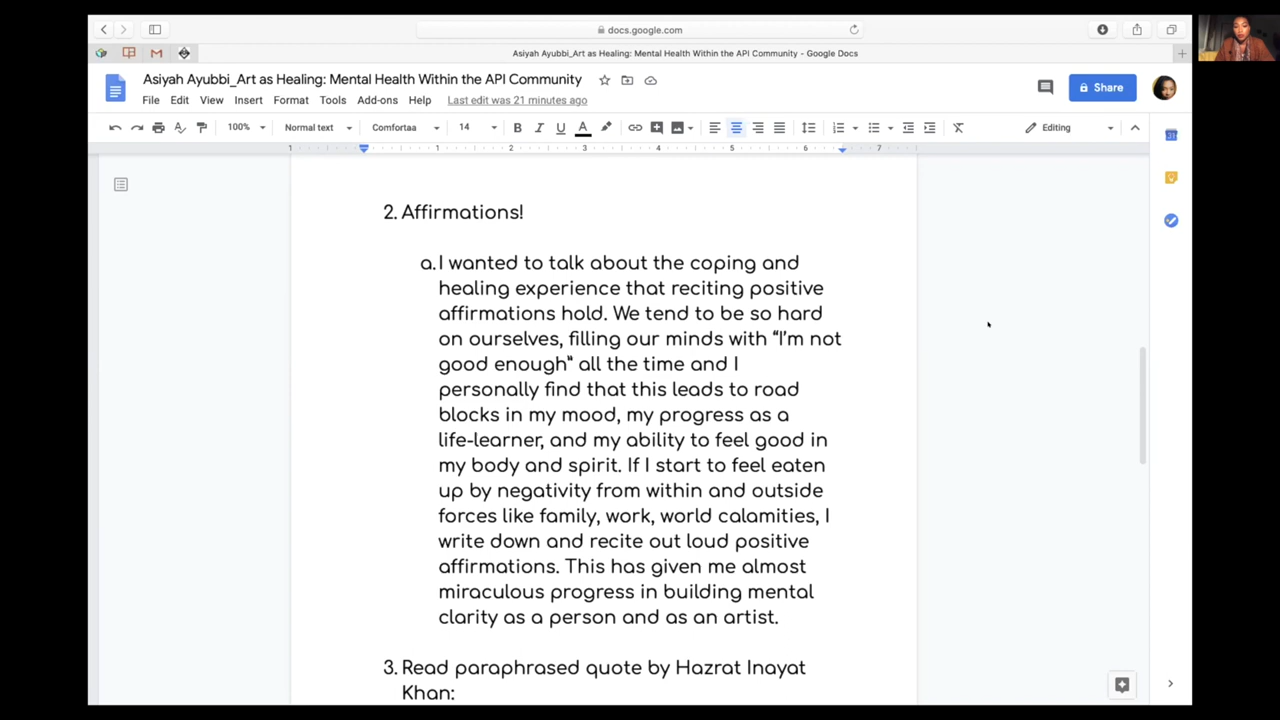 docs.google.com
Asiyah Ayubbi_Art as Healing: Mental Health Within the API Community - Google Docs
Asiyah Ayubbi_Art as Healing: Mental Health Within the API Community
Share
File Edit View Insert Format Tools Add-ons Help Last edit was 21 minutes ago
100% Normal text Comfortaa 14 B I U A Editing
1 1 2 3 4 5 6 7
2. Affirmations!
a. I wanted to talk about the coping and
healing experience that reciting positive
affirmations hold. We tend to be so hard
on ourselves, filling our minds with “I’m not
good enough” all the time and I
personally find that this leads to road
blocks in my mood, my progress as a
life-learner, and my ability to feel good in
my body and spirit. If I start to feel eaten
up by negativity from within and outside
forces like family, work, world calamities, I
write down and recite out loud positive
affirmations. This has given me almost
miraculous progress in building mental
clarity as a person and as an artist.
3. Read paraphrased quote by Hazrat Inayat
Khan: